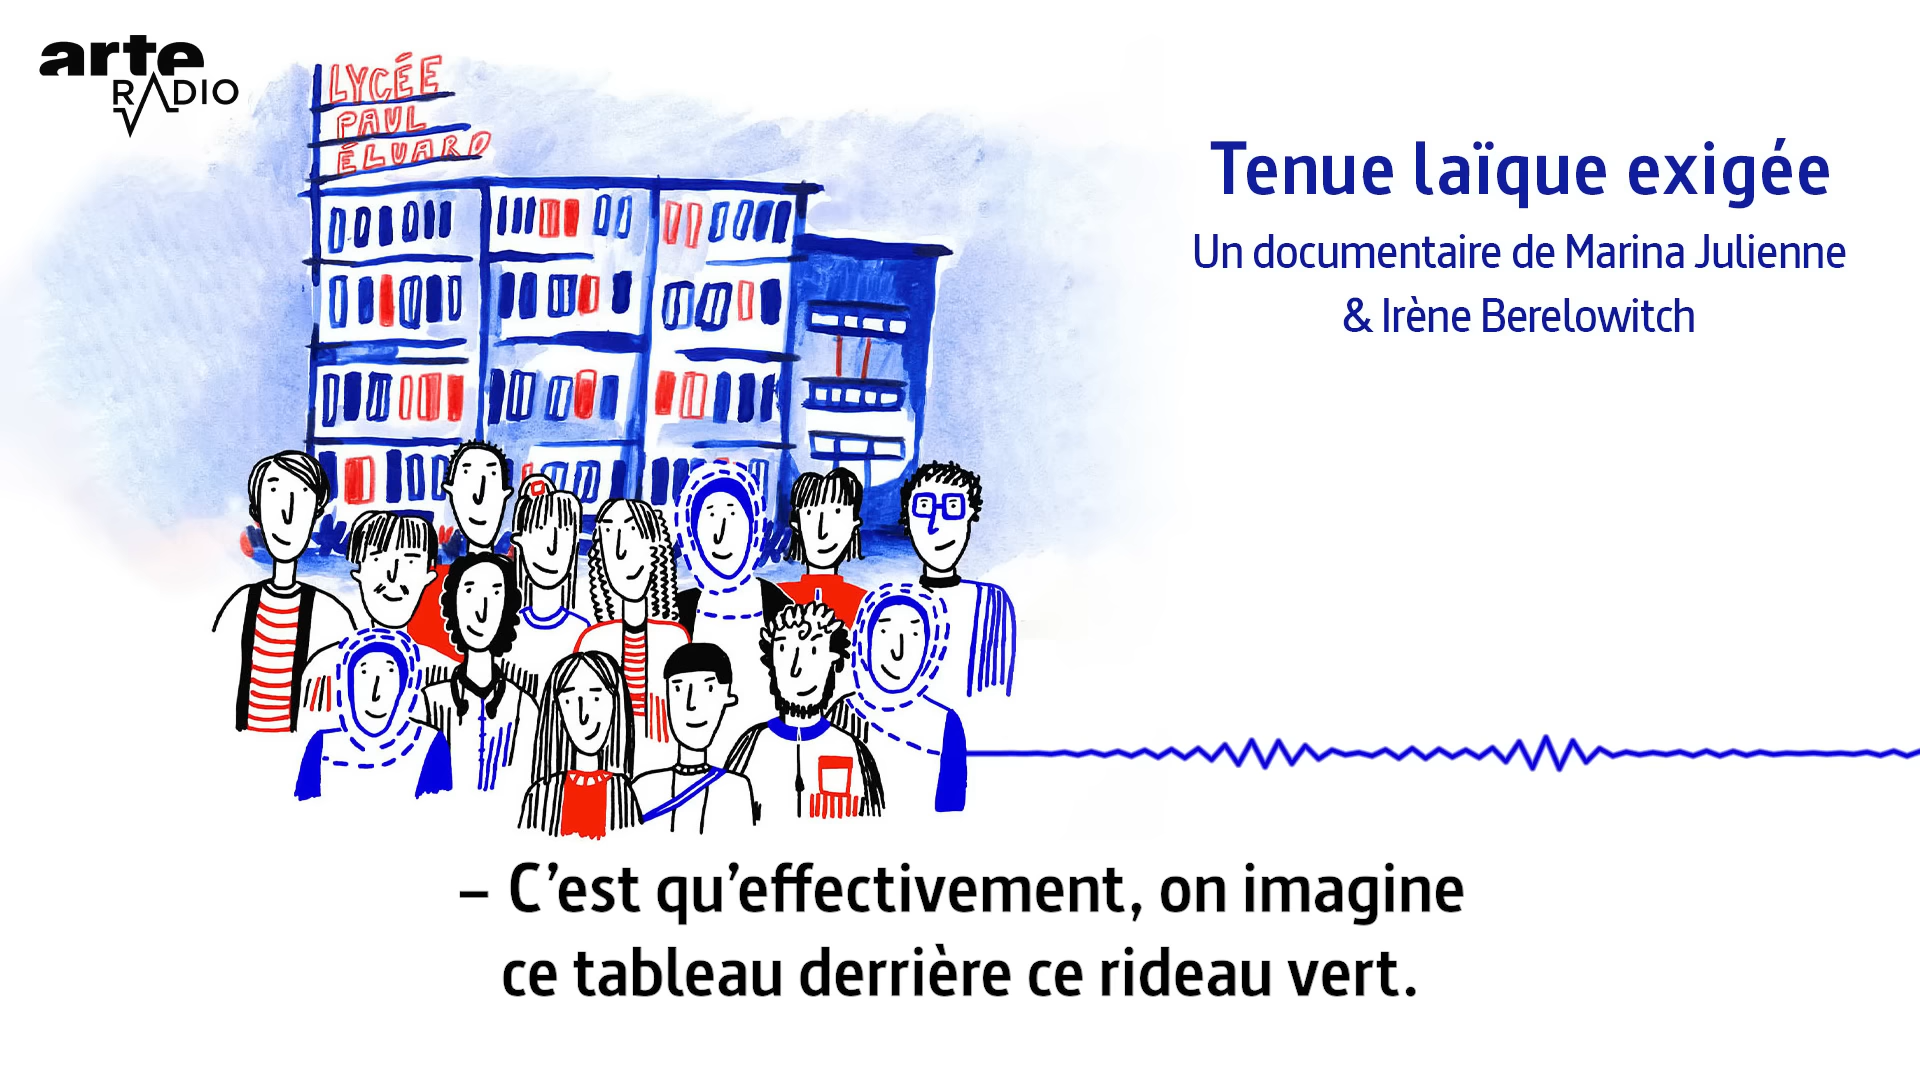 arte
RADIO
LYCÉE
PAUL
ÉLUARD
Tenue laïque exigée
Un documentaire de Marina Julienne
& Irène Berelowitch
– C’est qu’effectivement, on imagine
ce tableau derrière ce rideau vert.